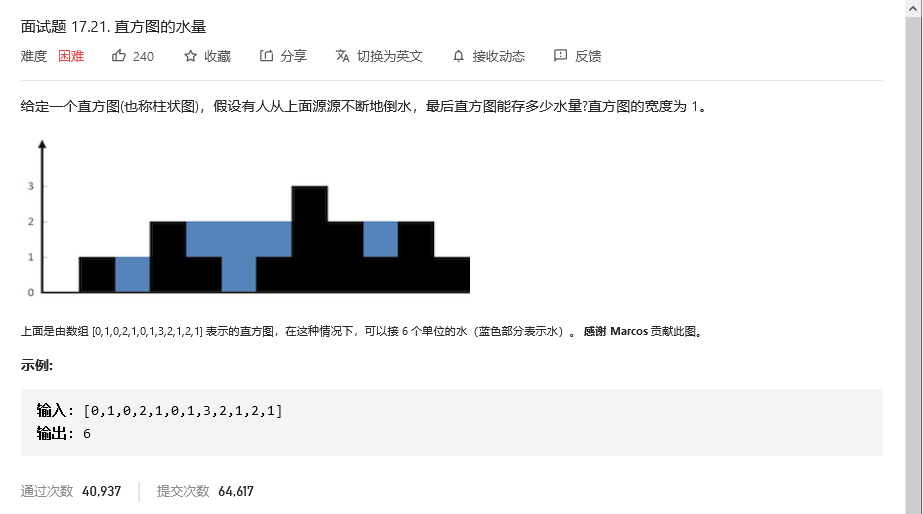 面试题 17.21. 直方图的水量
难度 困难 240 收藏 分享 切换为英文 接收动态 反馈
给定一个直方图(也称柱状图)，假设有人从上面源源不断地倒水，最后直方图能存多少水量?直方图的宽度为 1。
3
2
1
0
上面是由数组 [0,1,0,2,1,0,1,3,2,1,2,1] 表示的直方图，在这种情况下，可以接 6 个单位的水（蓝色部分表示水）。 感谢 Marcos 贡献此图。
示例:
输入: [0,1,0,2,1,0,1,3,2,1,2,1]
输出: 6
通过次数 40,937 提交次数 64,617